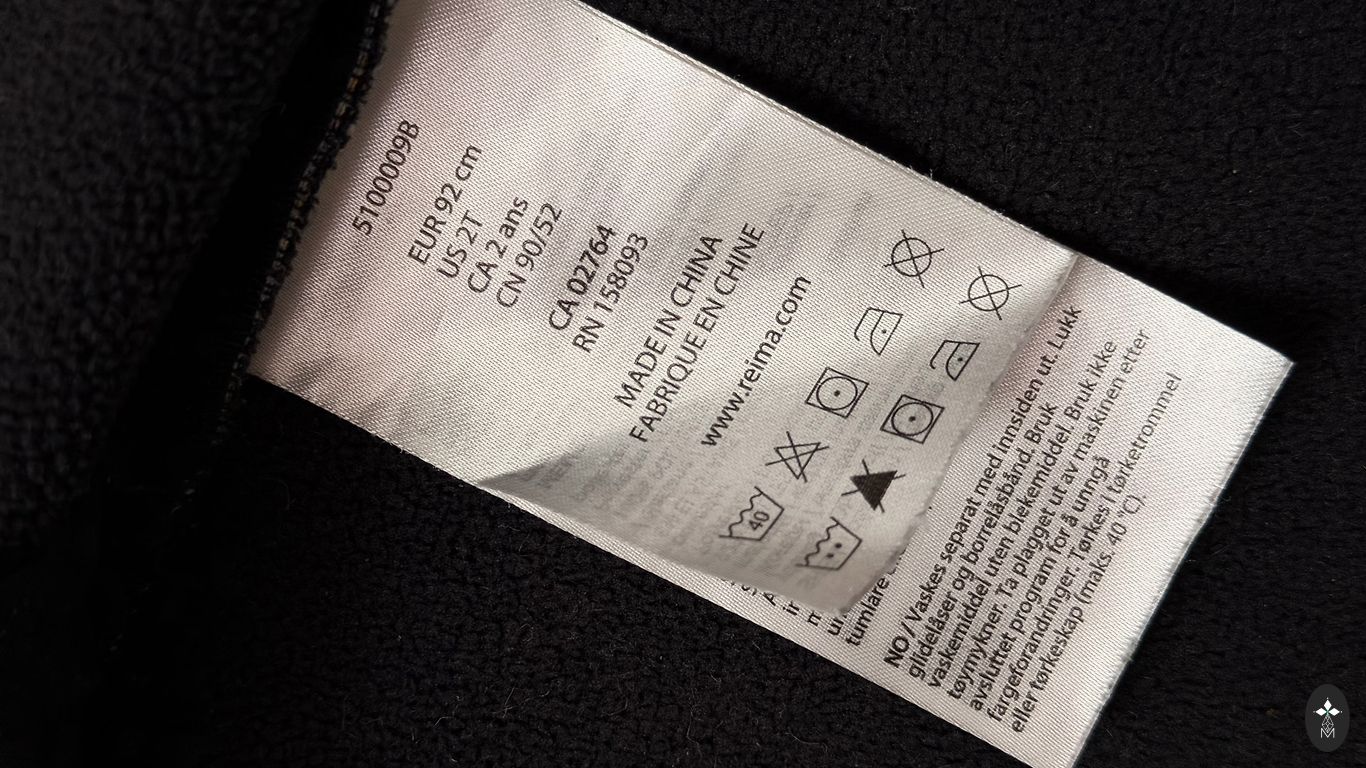 5100009B
EUR 92 cm
US 2T
CA 2 ans
CN 90/52
CA 02764
RN 158093
MADE IN CHINA
FABRIQUE EN CHINE
www.reima.com
40
tumlare
NO / Vaskes separat med innsiden ut. Lukk
glidelåser og borrelåsbånd. Bruk
vaskemiddel uten blekemiddel. Bruk ikke
tøymykner. Ta plagget ut av maskinen etter
avsluttet program for å unngå
fargeforandringer. Tørkes i tørketrommel
eller tørkeskap (maks. 40 °C).
M